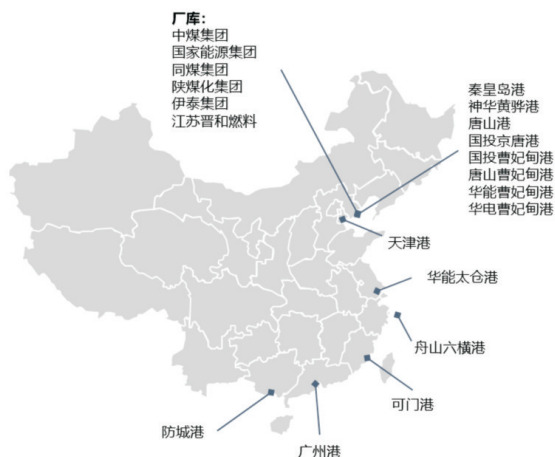 厂库：
中煤集团
国家能源集团
同煤集团
陕煤化集团
伊泰集团
江苏晋和燃料
秦皇岛港
神华黄骅港
唐山港
国投京唐港
国投曹妃甸港
唐山曹妃甸港
华能曹妃甸港
华电曹妃甸港
天津港
华能太仓港
舟山六横港
可门港
防城港
广州港